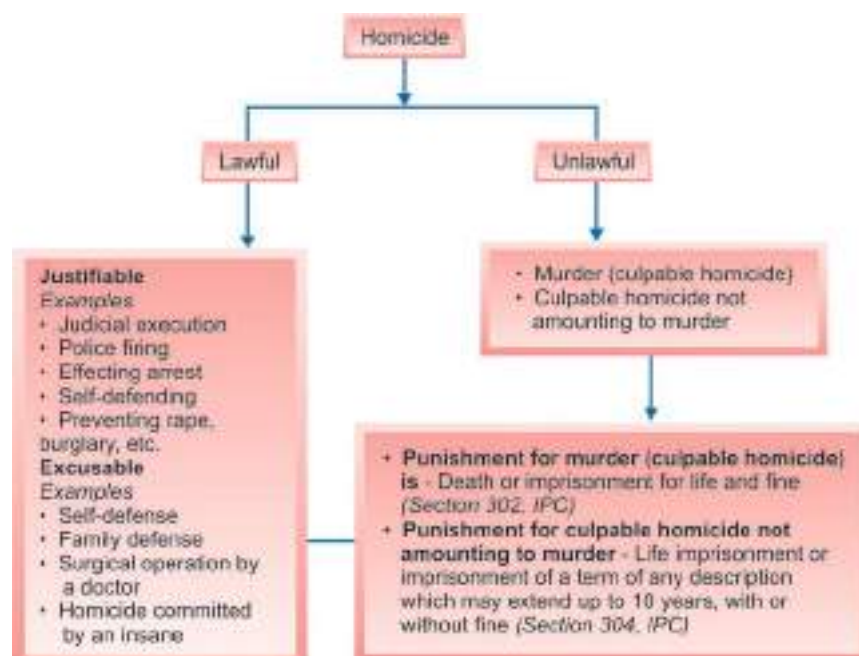 Homicide
Lawful
Unlawful
Justifiable
Examples
• Judicial execution
• Police firing
• Effecting arrest
• Self-defending
• Preventing rape,
burglary, etc.
Excusable
Examples
• Self-defense
• Family defense
• Surgical operation by
a doctor
• Homicide committed
by an insane
• Murder (culpable homicide)
• Culpable homicide not
amounting to murder
• Punishment for murder (culpable homicide)
is - Death or imprisonment for life and fine
(Section 302, IPC)
• Punishment for culpable homicide not
amounting to murder - Life imprisonment or
imprisonment of a term of any description
which may extend up to 10 years, with or
without fine (Section 304, IPC)